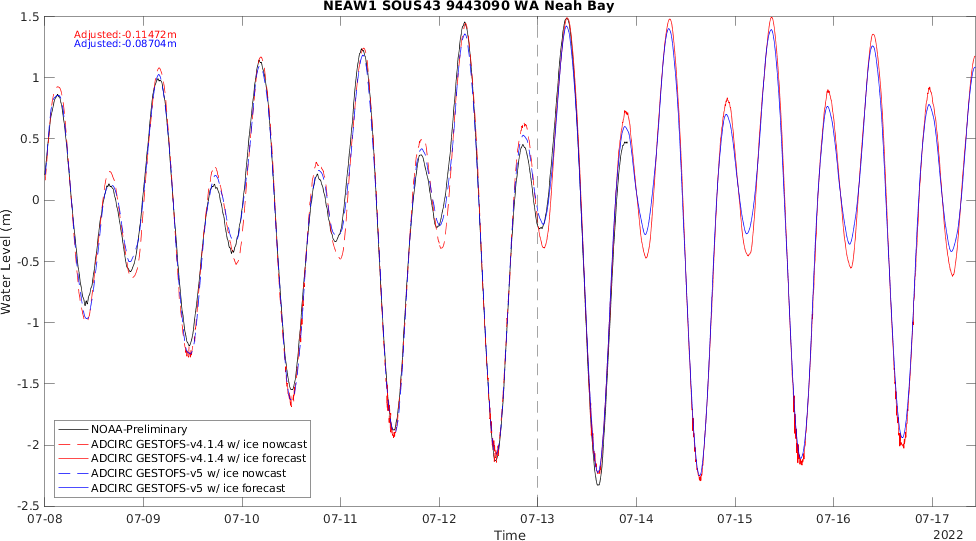 NEAW1 SOUS43 9443090 WA Neah Bay
Adjusted:-0.11472m
Adjusted:-0.08704m
Water Level (m)
1.5
1
0.5
0
-0.5
-1
-1.5
-2
-2.5
NOAA-Preliminary
ADCIRC GESTOFS-v4.1.4 w/ ice nowcast
ADCIRC GESTOFS-v4.1.4 w/ ice forecast
ADCIRC GESTOFS-v5 w/ ice nowcast
ADCIRC GESTOFS-v5 w/ ice forecast
07-08 07-09 07-10 07-11 07-12 07-13 07-14 07-15 07-16 07-17
Time
2022